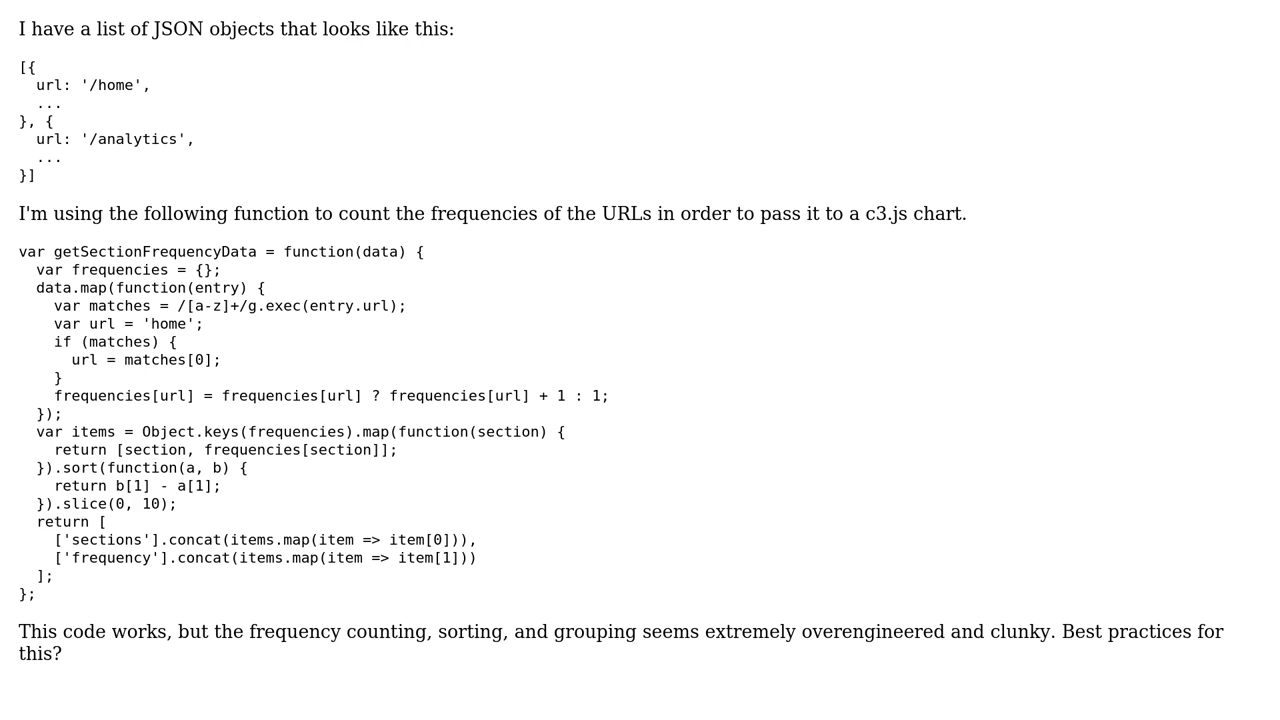 I have a list of JSON objects that looks like this:
[{
  url: '/home',
  ...
}, {
  url: '/analytics',
  ...
}]
I'm using the following function to count the frequencies of the URLs in order to pass it to a c3.js chart.
var getSectionFrequencyData = function(data) {
  var frequencies = {};
  data.map(function(entry) {
    var matches = /[a-z]+/g.exec(entry.url);
    var url = 'home';
    if (matches) {
      url = matches[0];
    }
    frequencies[url] = frequencies[url] ? frequencies[url] + 1 : 1;
  });
  var items = Object.keys(frequencies).map(function(section) {
    return [section, frequencies[section]];
  }).sort(function(a, b) {
    return b[1] - a[1];
  }).slice(0, 10);
  return [
    ['sections'].concat(items.map(item => item[0])),
    ['frequency'].concat(items.map(item => item[1]))
  ];
};
This code works, but the frequency counting, sorting, and grouping seems extremely overengineered and clunky. Best practices for
this?